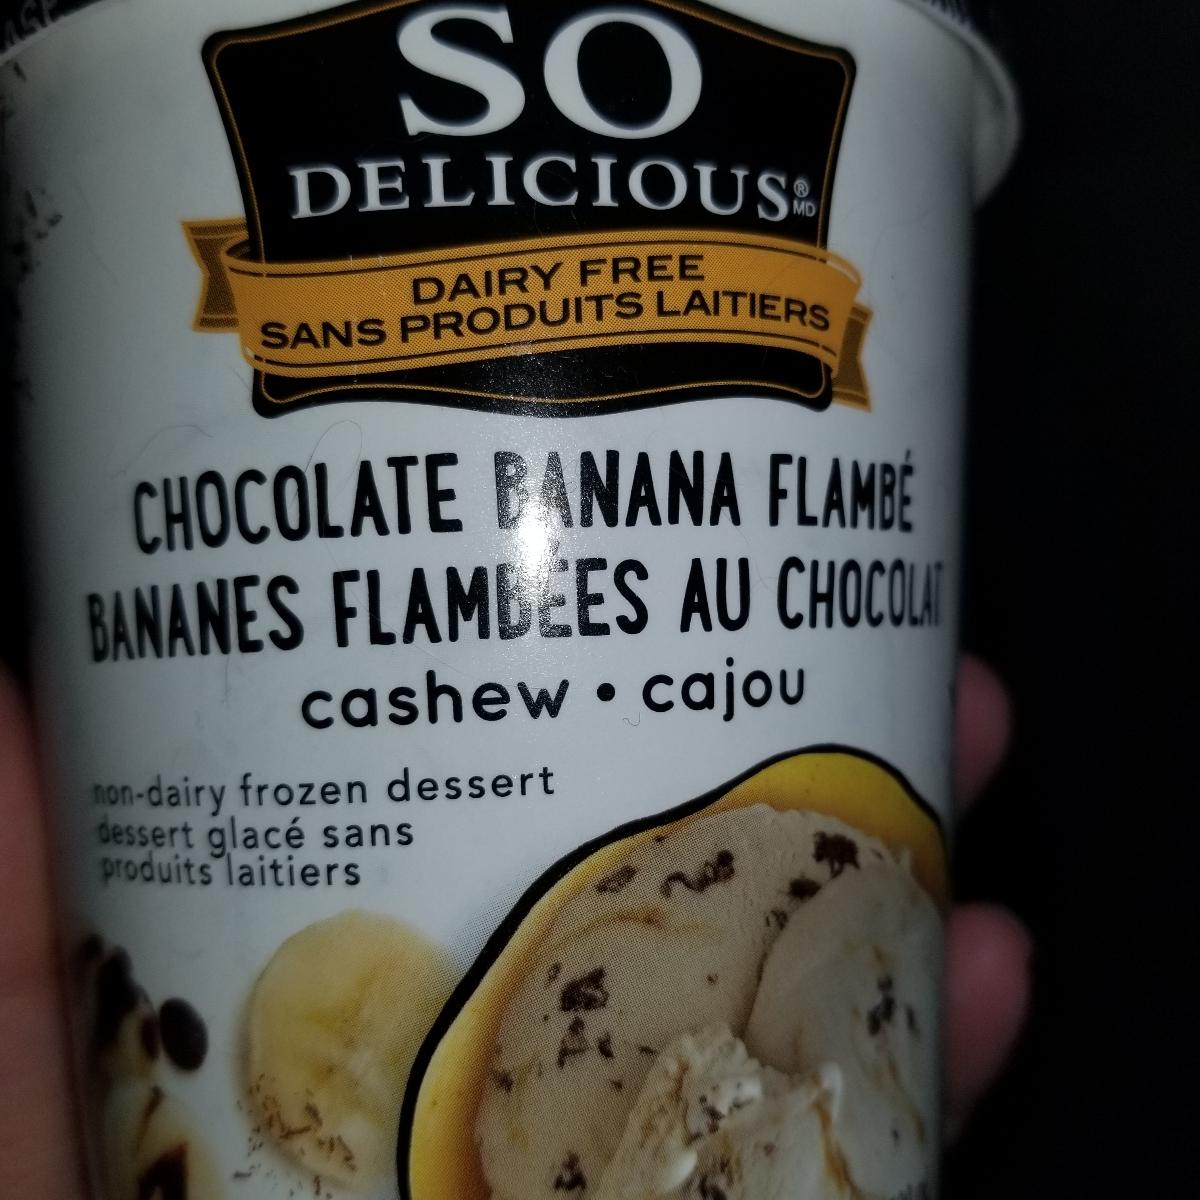 SO
DELICIOUS®
MD
DAIRY FREE
SANS PRODUITS LAITIERS
CHOCOLATE BANANA FLAMBÉ
BANANES FLAMBÉES AU CHOCOLAT
cashew • cajou
non-dairy frozen dessert
dessert glacé sans
produits laitiers